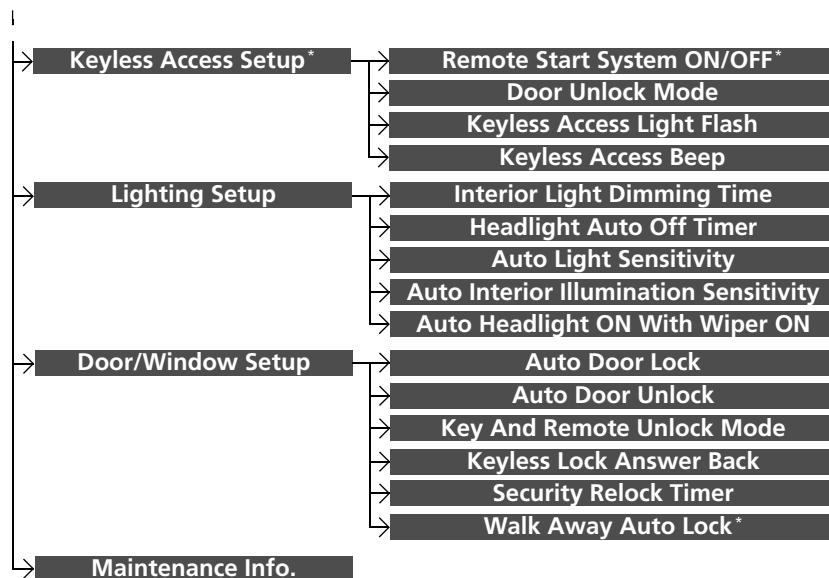 Keyless Access Setup*
Remote Start System ON/OFF*
Door Unlock Mode
Keyless Access Light Flash
Keyless Access Beep
Lighting Setup
Interior Light Dimming Time
Headlight Auto Off Timer
Auto Light Sensitivity
Auto Interior Illumination Sensitivity
Auto Headlight ON With Wiper ON
Door/Window Setup
Auto Door Lock
Auto Door Unlock
Key And Remote Unlock Mode
Keyless Lock Answer Back
Security Relock Timer
Walk Away Auto Lock*
Maintenance Info.